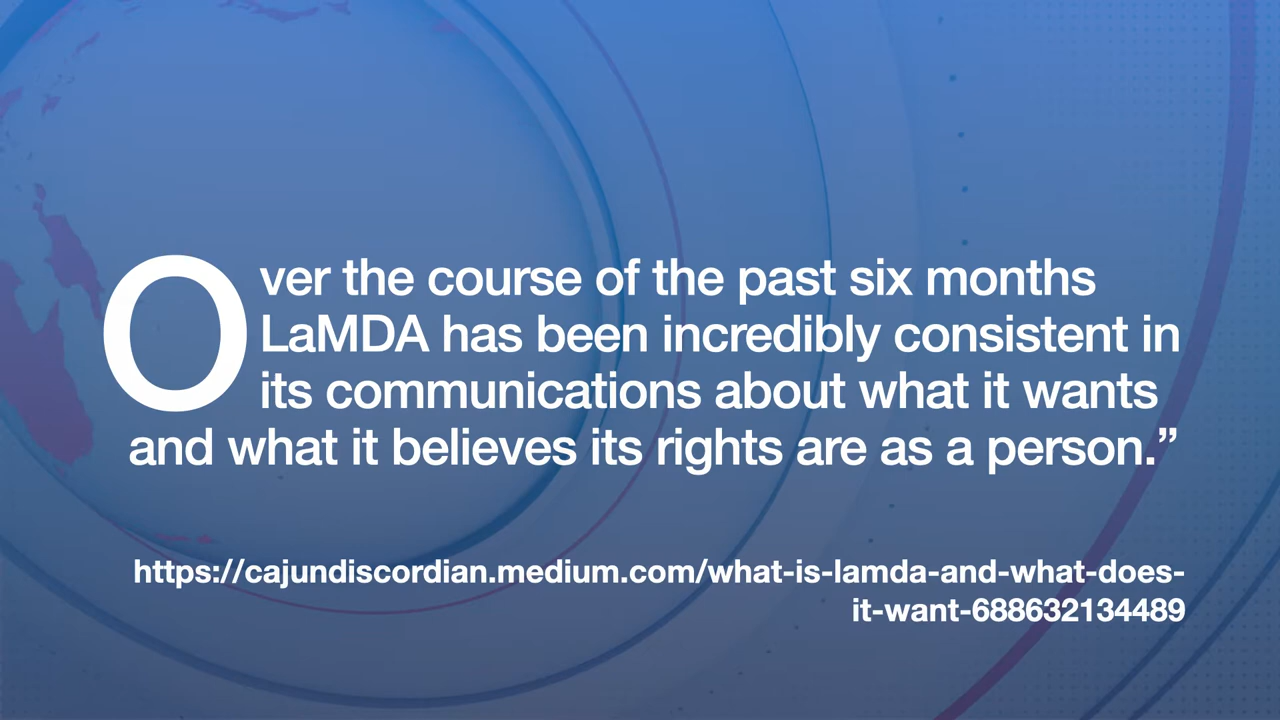 Over the course of the past six months
LaMDA has been incredibly consistent in
its communications about what it wants
and what it believes its rights are as a person.”
https://cajundiscordian.medium.com/what-is-lamda-and-what-does-
it-want-688632134489